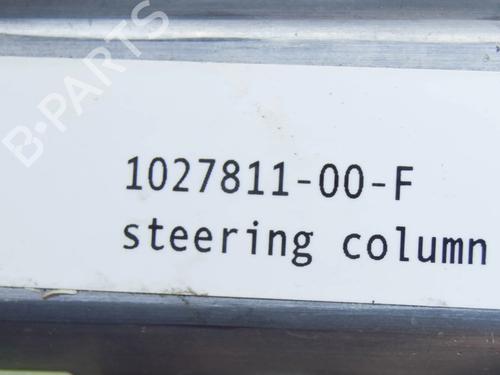 B-PARTS
1027811-00-F
steering column